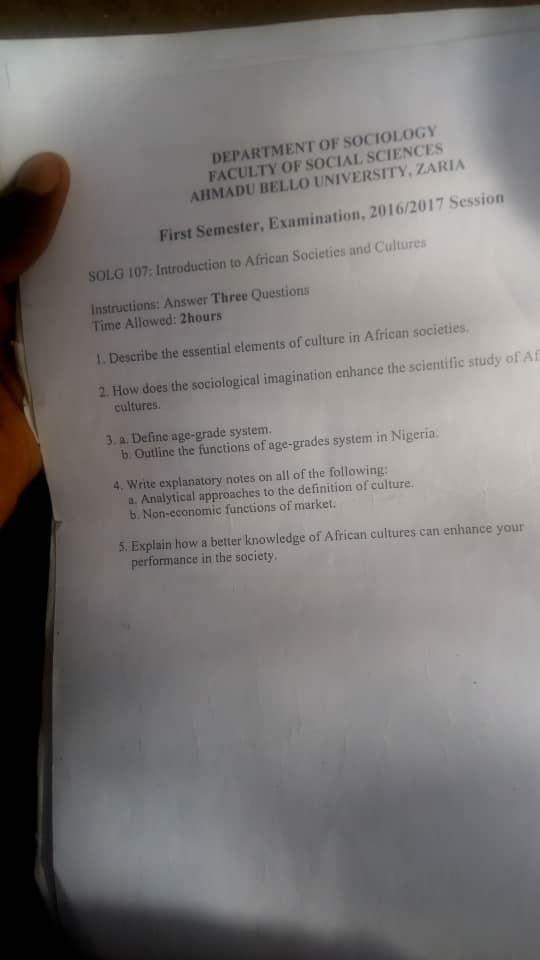 DEPARTMENT OF SOCIOLOGY
FACULTY OF SOCIAL SCIENCES
AHMADU BELLO UNIVERSITY, ZARIA
First Semester, Examination, 2016/2017 Session
SOLG 107: Introduction to African Societies and Cultures
Instructions: Answer Three Questions
Time Allowed: 2hours
1. Describe the essential elements of culture in African societies.
2. How does the sociological imagination enhance the scientific study of Af
cultures.
3. a. Define age-grade system.
b. Outline the functions of age-grades system in Nigeria.
4. Write explanatory notes on all of the following:
a. Analytical approaches to the definition of culture.
b. Non-economic functions of market.
5. Explain how a better knowledge of African cultures can enhance your
performance in the society.